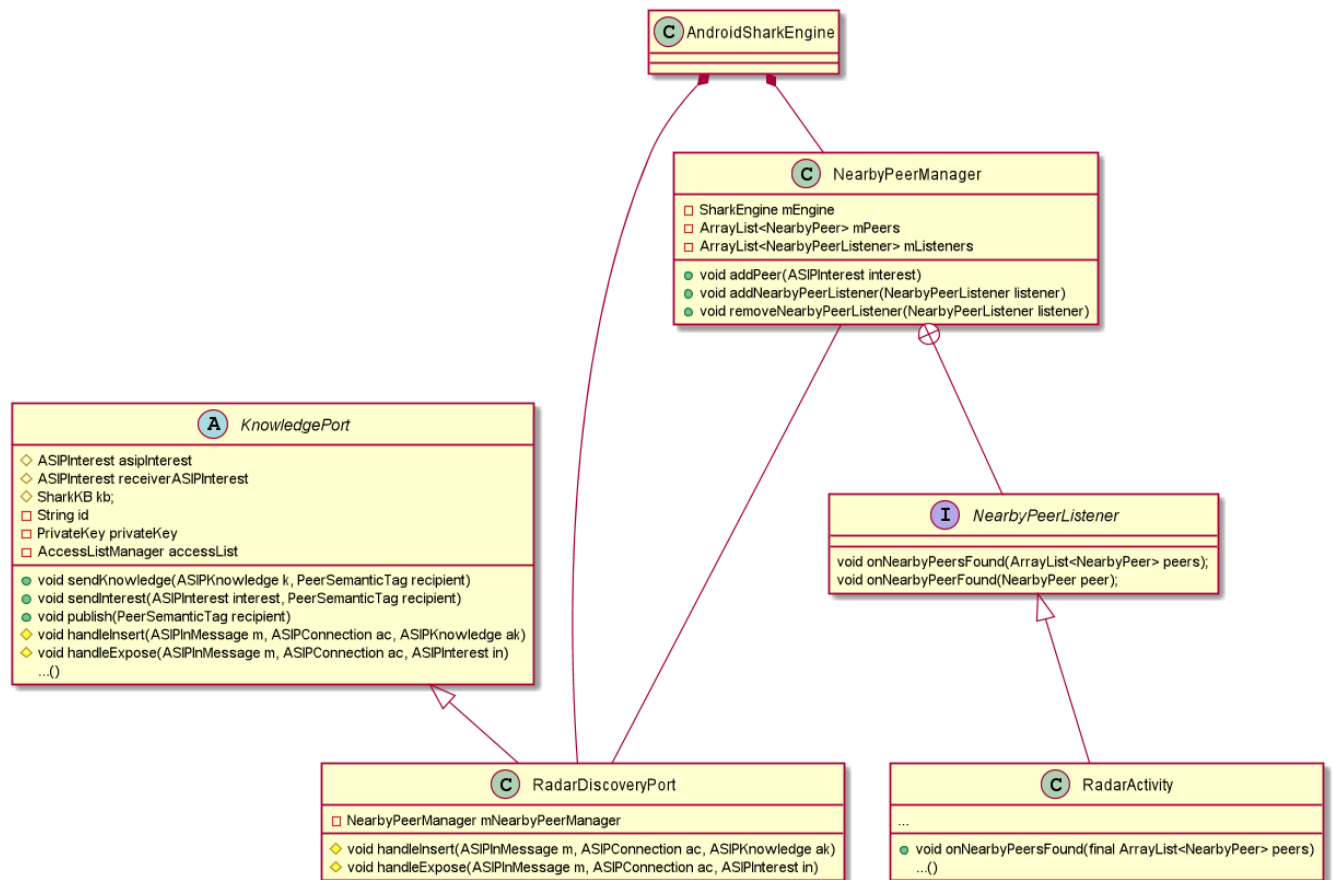 C AndroidSharkEngine
C NearbyPeerManager
SharkEngine mEngine
ArrayList<NearbyPeer> mPeers
ArrayList<NearbyPeerListener> mListeners
void addPeer(ASIPInterest interest)
void addNearbyPeerListener(NearbyPeerListener listener)
void removeNearbyPeerListener(NearbyPeerListener listener)
A KnowledgePort
ASIPInterest asipInterest
ASIPInterest receiverASIPInterest
SharkKB kb;
String id
PrivateKey privateKey
AccessListManager accessList
void sendKnowledge(ASIPKnowledge k, PeerSemanticTag recipient)
void sendInterest(ASIPInterest interest, PeerSemanticTag recipient)
void publish(PeerSemanticTag recipient)
void handleInsert(ASIPInMessage m, ASIPConnection ac, ASIPKnowledge ak)
void handleExpose(ASIPInMessage m, ASIPConnection ac, ASIPInterest in)
...()
I NearbyPeerListener
void onNearbyPeersFound(ArrayList<NearbyPeer> peers);
void onNearbyPeerFound(NearbyPeer peer);
C RadarDiscoveryPort
NearbyPeerManager mNearbyPeerManager
void handleInsert(ASIPInMessage m, ASIPConnection ac, ASIPKnowledge ak)
void handleExpose(ASIPInMessage m, ASIPConnection ac, ASIPInterest in)
C RadarActivity
...
void onNearbyPeersFound(final ArrayList<NearbyPeer> peers)
...()